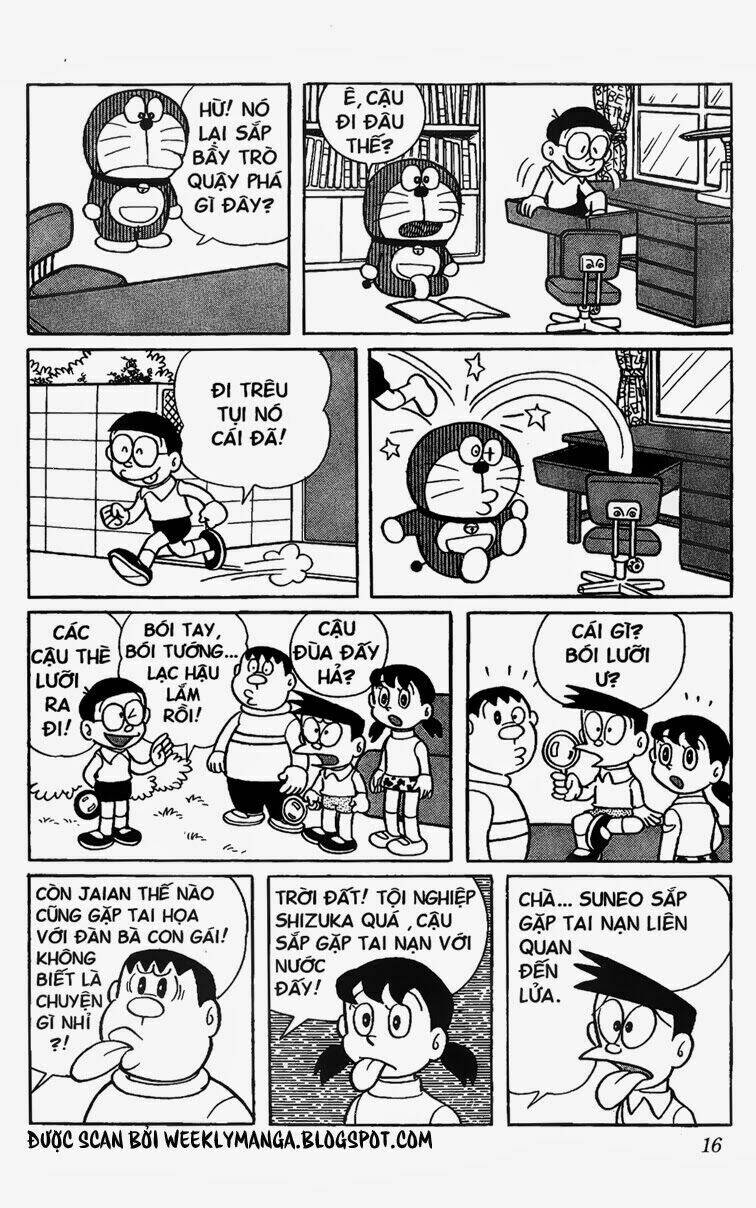 Ê, CẬU
ĐI ĐÂU
THẾ?
HỪ! NÓ
LẠI SẮP
BẦY TRÒ
QUẬY PHÁ
GÌ ĐÂY?
ĐI TRÊU
TỤI NÓ
CÁI ĐÃ!
CÁI GÌ?
BÓI LƯỠI
Ư?
CẬU
ĐÙA ĐẤY
HẢ?
BÓI TAY,
BÓI TƯỚNG...
LẠC HẬU
LẮM
RỒI!
CÁC
CẬU THÈ
LƯỠI
RA
ĐI!
CHÀ... SUNEO SẮP
GẶP TAI NẠN LIÊN
QUAN
ĐẾN
LỬA.
TRỜI ĐẤT! TỘI NGHIỆP
SHIZUKA QUÁ, CẬU
SẮP GẶP TAI NẠN VỚI
NƯỚC
ĐẤY!
CÒN JAIAN THẾ NÀO
CŨNG GẶP TAI HỌA
VỚI ĐÀN BÀ CON GÁI!
KHÔNG
BIẾT LÀ
CHUYỆN
GÌ NHỈ
?!
ĐƯỢC SCAN BỞI WEEKLYMANGA.BLOGSPOT.COM
16